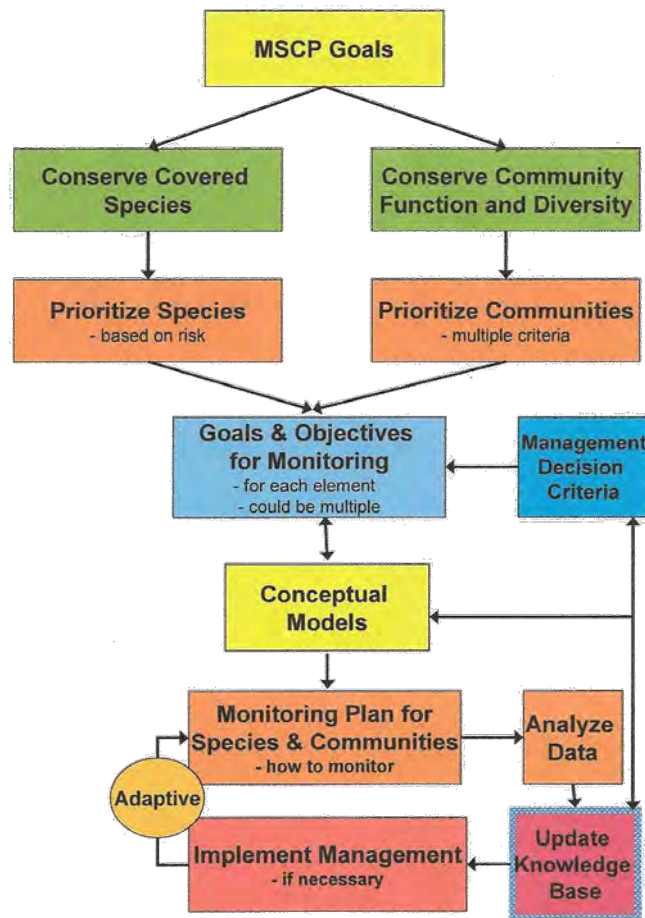 MSCP Goals
Conserve Covered
Species
Conserve Community
Function and Diversity
Prioritize Species
- based on risk
Prioritize Communities
- multiple criteria
Goals & Objectives
for Monitoring
- for each element
- could be multiple
Management
Decision
Criteria
Conceptual
Models
Monitoring Plan for
Species & Communities
- how to monitor
Analyze
Data
Adaptive
Implement Management
- if necessary
Update
Knowledge
Base